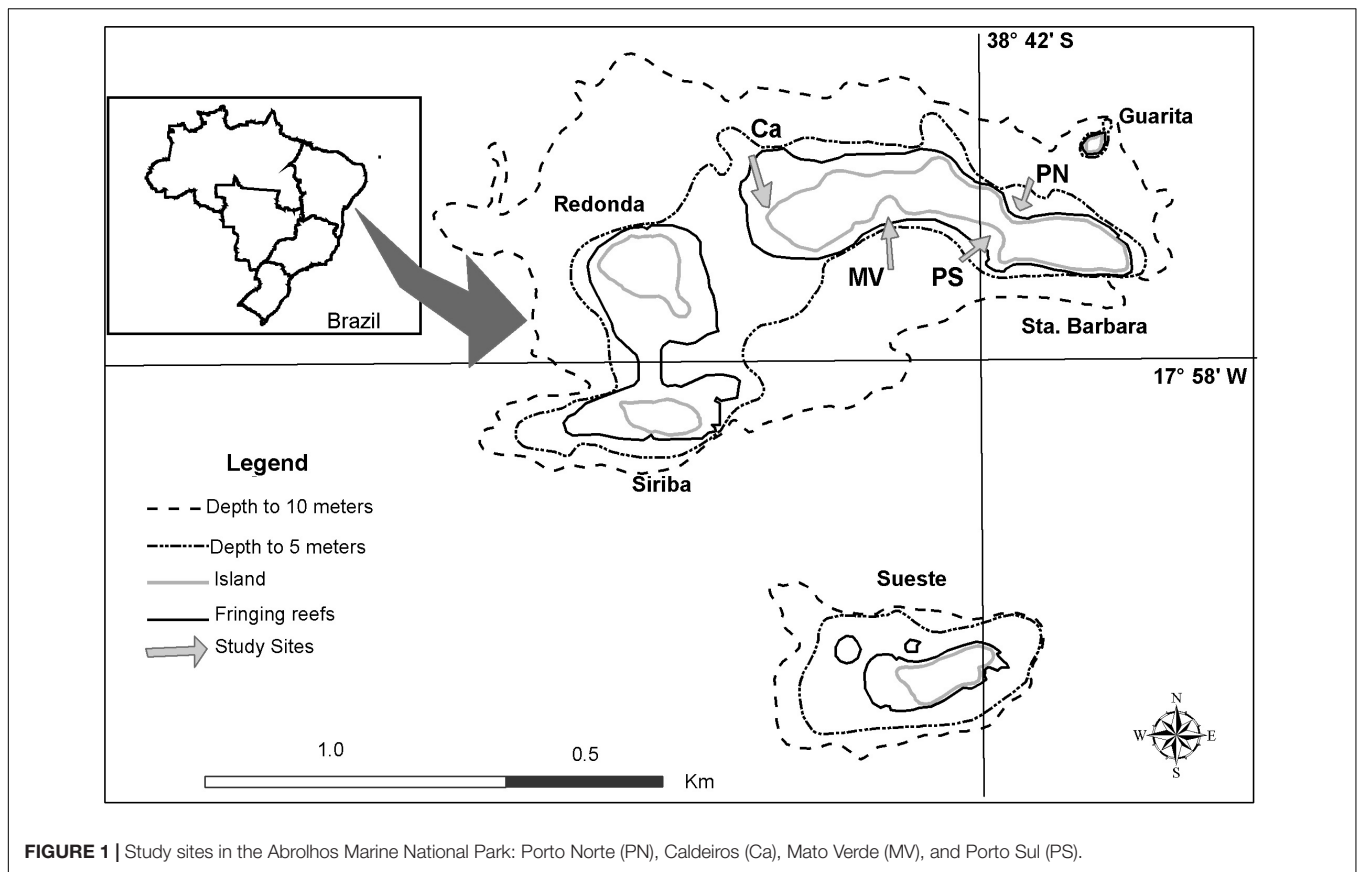 38° 42' S
Guarita
Ca
PN
Redonda
MV
PS
Brazil
Sta. Barbara
17° 58' W
Legend
Siriba
Depth to 10 meters
Depth to 5 meters
Island
Fringing reefs
Study Sites
Sueste
N
W
E
S
1.0
0.5
Km
FIGURE 1 | Study sites in the Abrolhos Marine National Park: Porto Norte (PN), Caldeiros (Ca), Mato Verde (MV), and Porto Sul (PS).